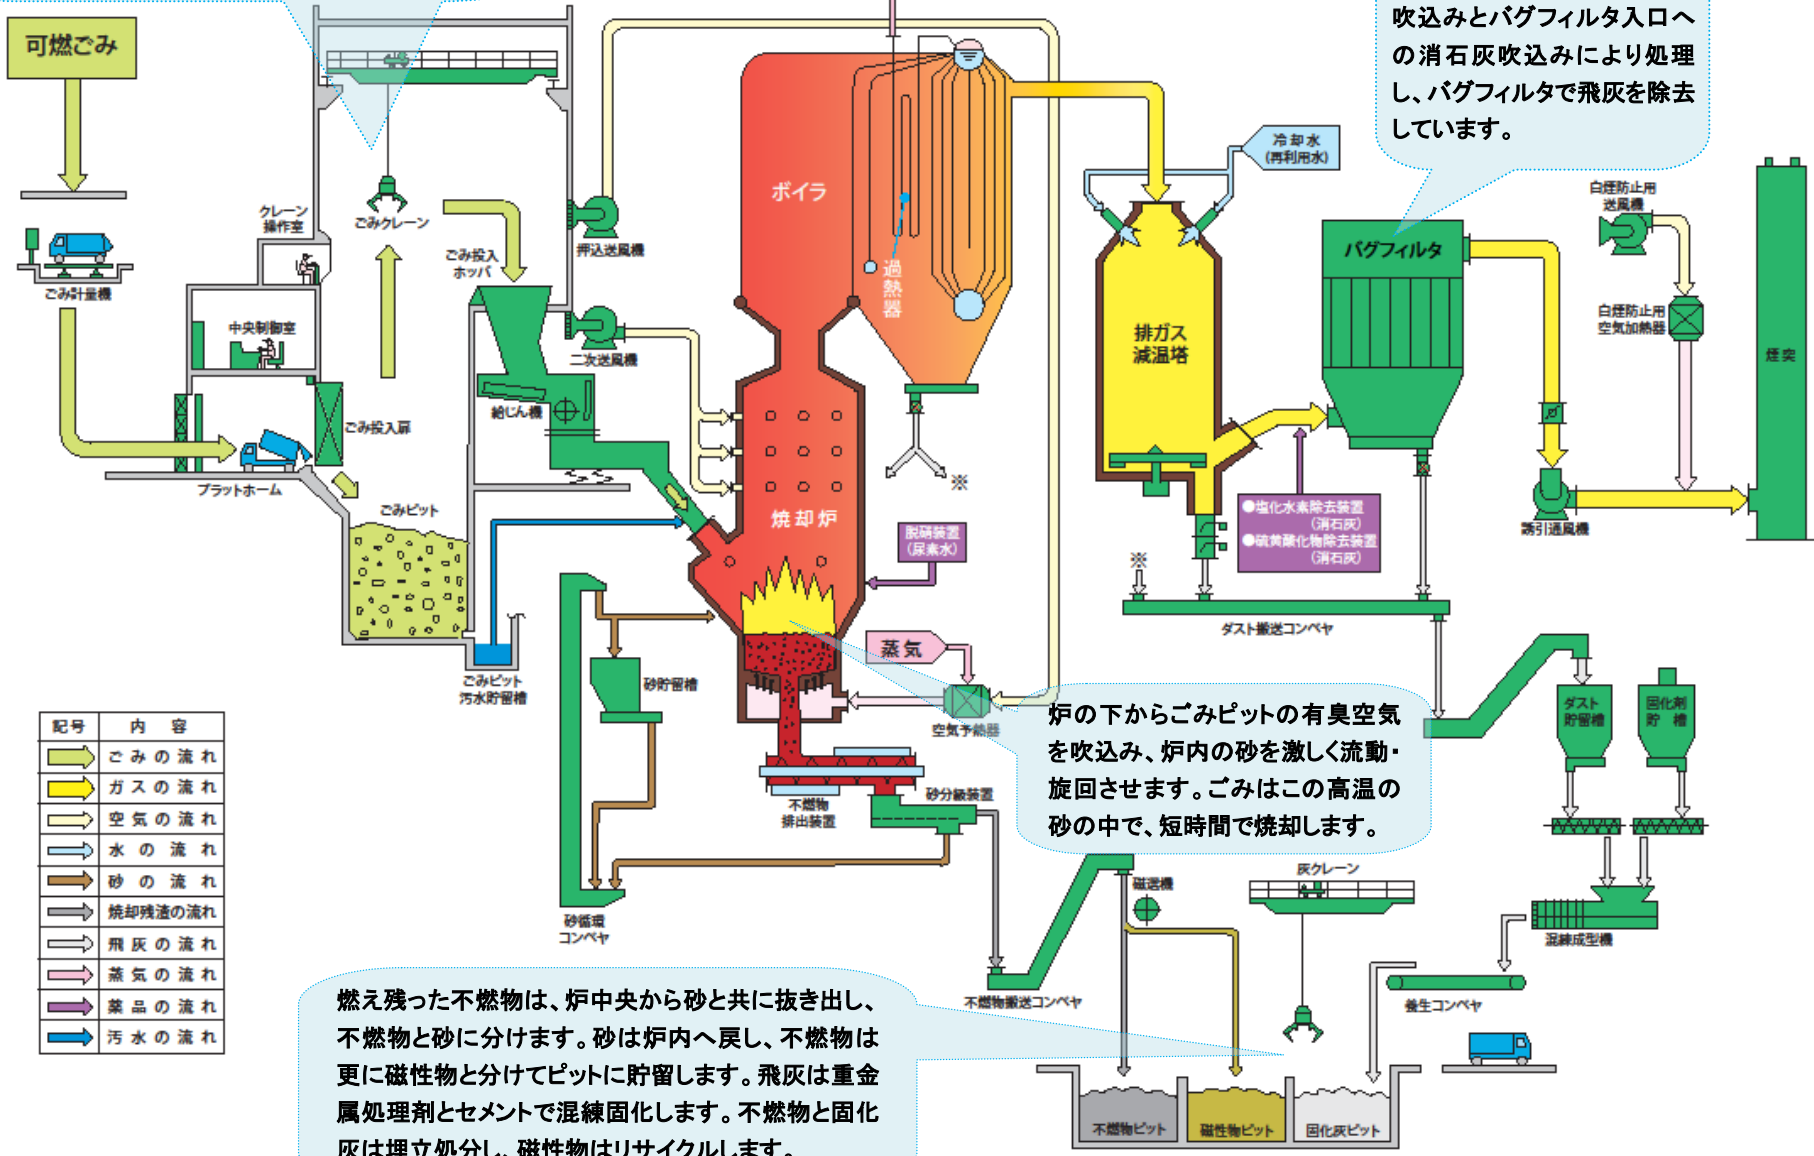 可燃ごみ
吹込みとバグフィルタ入口へ
の消石灰吹込みにより処理
し、バグフィルタで飛灰を除去
しています。
冷却水
(再利用水)
白煙防止用
送風機
クレーン
操作室
ごみクレーン
ボイラ
ごみ投入
ホッパ
押込送風機
バグフィルタ
ごみ計量機
過熱器
白煙防止用
空気加熱器
中央制御室
二次送風機
排ガス
減温塔
煙突
給じん機
ごみ投入扉
プラットホーム
※
ごみピット
焼却炉
●塩化水素除去装置
(消石灰)
●硫黄酸化物除去装置
(消石灰)
脱硝装置
(尿素水)
誘引通風機
※
ダスト搬送コンベヤ
蒸気
ごみピット
汚水貯留槽
砂貯留槽
空気予熱器
ダスト
貯留槽
固化剤
貯槽
炉の下からごみピットの有臭空気
を吹込み、炉内の砂を激しく流動・
旋回させます。ごみはこの高温の
砂の中で、短時間で焼却します。
記号 内容
ごみの流れ
ガスの流れ
空気の流れ
水の流れ
砂の流れ
焼却残渣の流れ
飛灰の流れ
蒸気の流れ
薬品の流れ
汚水の流れ
不燃物
排出装置
砂分級装置
灰クレーン
磁選機
砂循環
コンベヤ
混練成型機
不燃物搬送コンベヤ
養生コンベヤ
燃え残った不燃物は、炉中央から砂と共に抜き出し、
不燃物と砂に分けます。砂は炉内へ戻し、不燃物は
更に磁性物と分けてピットに貯留します。飛灰は重金
属処理剤とセメントで混練固化します。不燃物と固化
灰は埋立処分し、磁性物はリサイクルします。
不燃物ピット
磁性物ピット
固化灰ピット